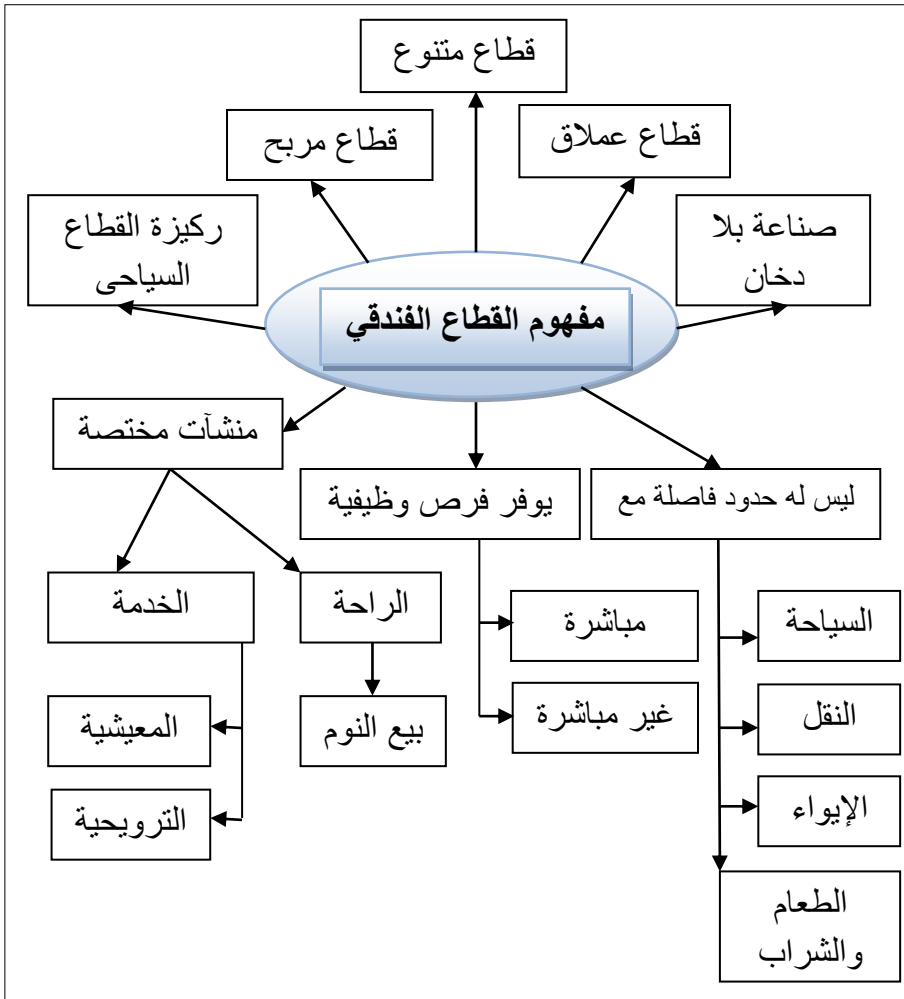 قطاع متنوع
قطاع عملاق
قطاع مربح
صناعة بلا
دخان
ركيزة القطاع
السياحى
مفهوم القطاع الفندقي
منشآت مختصة
يوفر فرص وظيفية
ليس له حدود فاصلة مع
السياحة
النقل
الإيواء
الطعام
والشراب
مباشرة
غير مباشرة
الراحة
بيع النوم
الخدمة
المعيشية
الترويحية